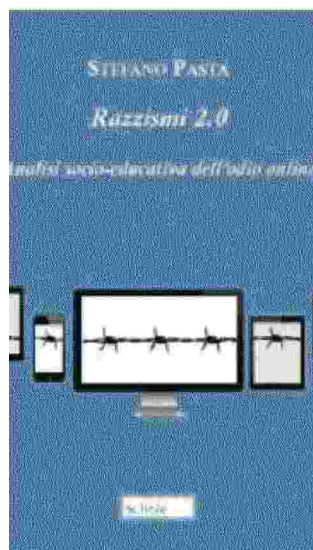 STEFANO PASTA
Razzismi 2.0
Analisi socio-educativa dell'odio online
Scholé